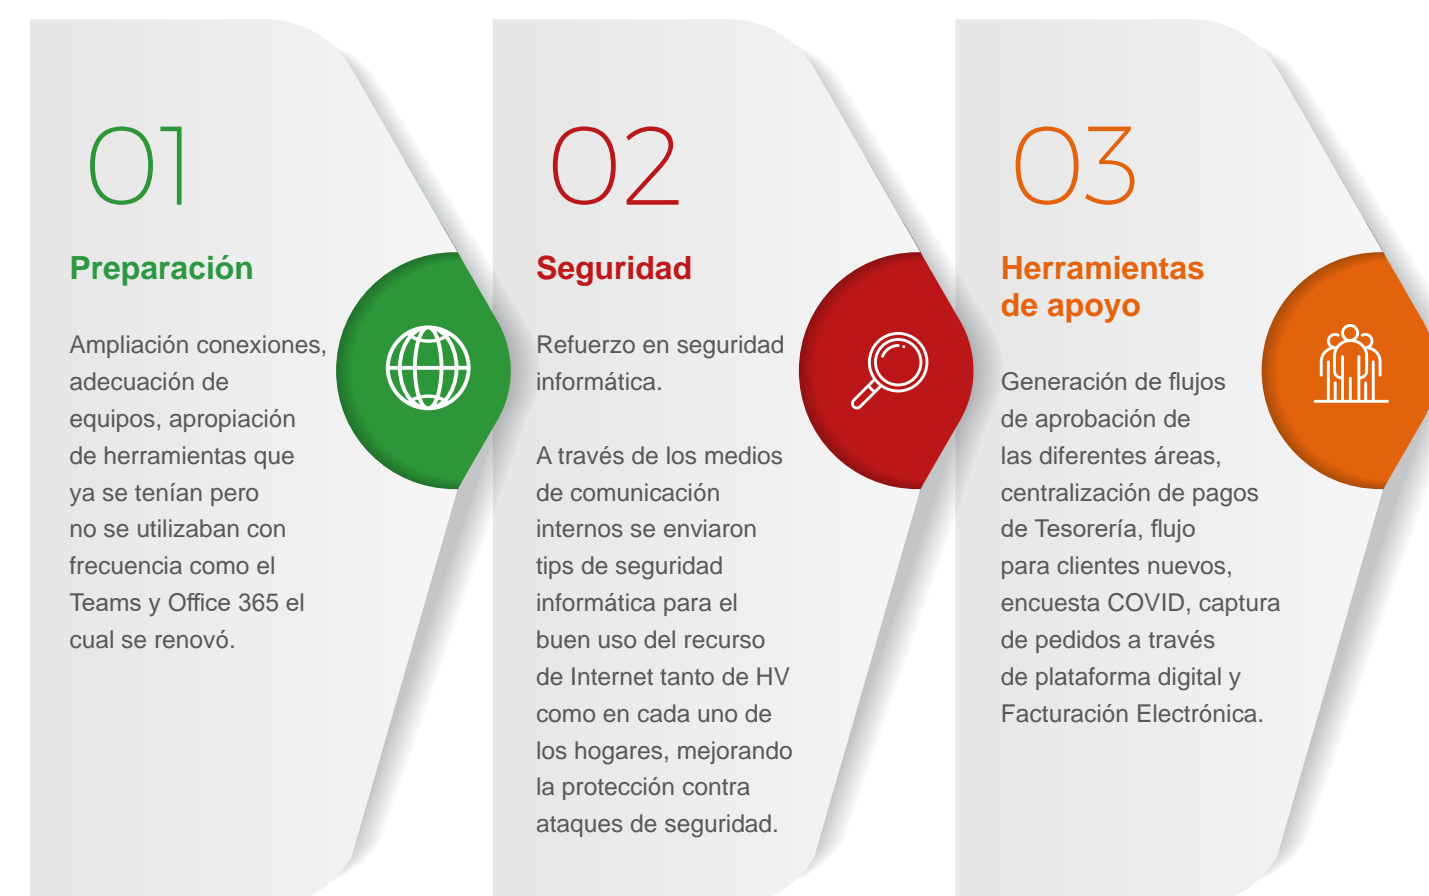 01
Preparación
Ampliación conexiones,
adecuación de
equipos, apropiación
de herramientas que
ya se tenían pero
no se utilizaban con
frecuencia como el
Teams y Office 365 el
cual se renovó.
02
Seguridad
Refuerzo en seguridad
informática.
A través de los medios
de comunicación
internos se enviaron
tips de seguridad
informática para el
buen uso del recurso
de Internet tanto de HV
como en cada uno de
los hogares, mejorando
la protección contra
ataques de seguridad.
03
Herramientas
de apoyo
Generación de flujos
de aprobación de
las diferentes áreas,
centralización de pagos
de Tesorería, flujo
para clientes nuevos,
encuesta COVID, captura
de pedidos a través
de plataforma digital y
Facturación Electrónica.